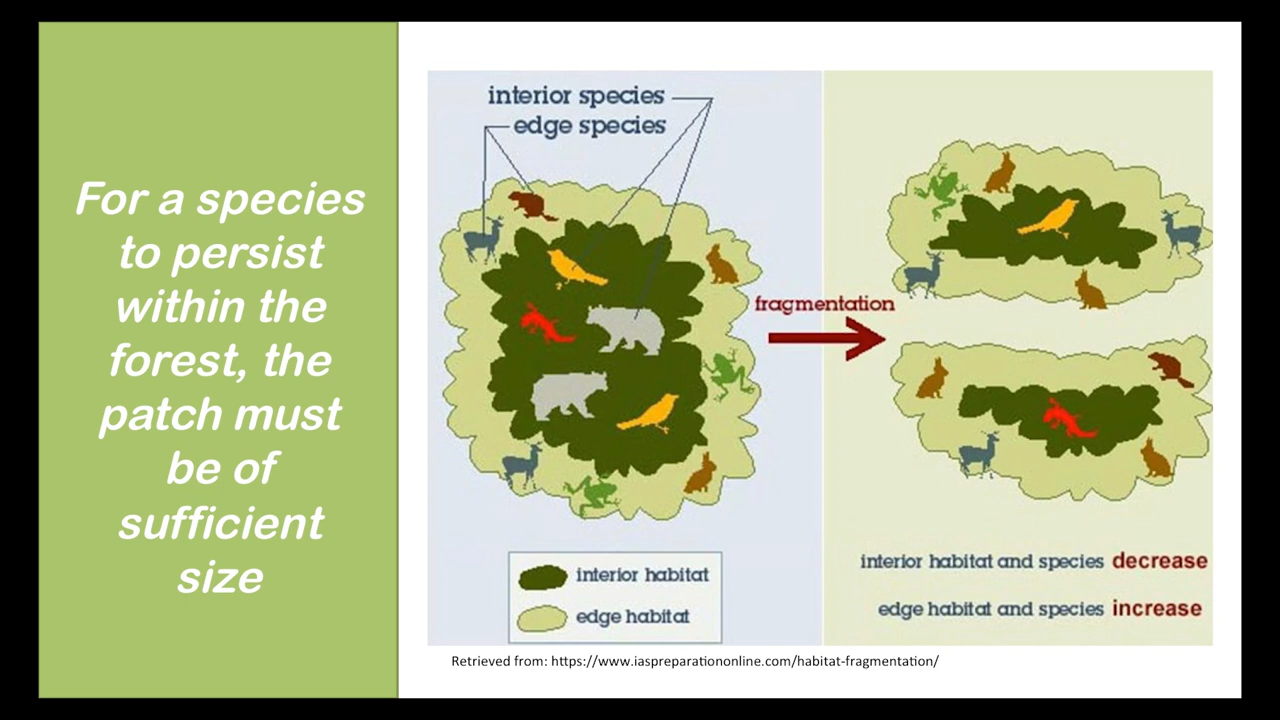 For a species
to persist
within the
forest, the
patch must
be of
sufficient
size
interior species
edge species
fragmentation
interior habitat
edge habitat
interior habitat and species decrease
edge habitat and species increase
Retrieved from: https://www.iaspreparationonline.com/habitat-fragmentation/